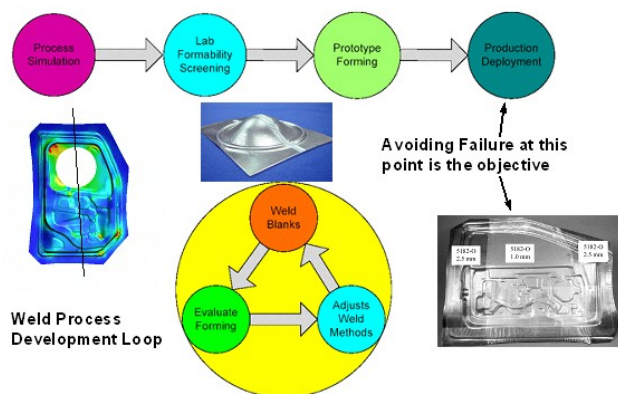 Process
Simulation
Lab
Formability
Screening
Prototype
Forming
Production
Deployment
Avoiding Failure at this
point is the objective
Weld
Blanks
Evaluate
Forming
Adjusts
Weld
Methods
Weld Process
Development Loop
5182-O
2.5 mm
5182-O
1.0 mm
5182-O
2.5 mm